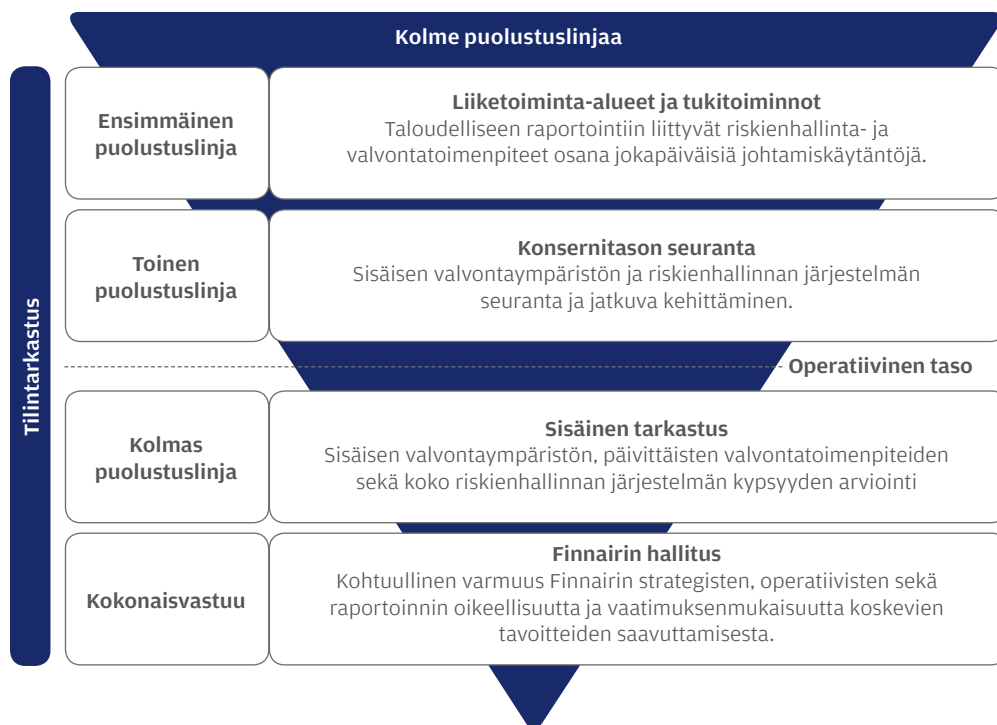 Kolme puolustuslinjaa
Tilintarkastus
Ensimmäinen
puolustuslinja
Liiketoiminta-alueet ja tukitoiminnot
Taloudelliseen raportointiin liittyvät riskienhallinta- ja
valvontatoimenpiteet osana jokapäiväisiä johtamiskäytäntöjä.
Toinen
puolustuslinja
Konsernitason seuranta
Sisäisen valvontaympäristön ja riskienhallinnan järjestelmän
seuranta ja jatkuva kehittäminen.
Operatiivinen taso
Kolmas
puolustuslinja
Sisäinen tarkastus
Sisäisen valvontaympäristön, päivittäisten valvontatoimenpiteiden
sekä koko riskienhallinnan järjestelmän kypsyyden arviointi
Kokonaisvastuu
Finnairin hallitus
Kohtuullinen varmuus Finnairin strategisten, operatiivisten sekä
raportoinnin oikeellisuutta ja vaatimuksenmukaisuutta koskevien
tavoitteiden saavuttamisesta.